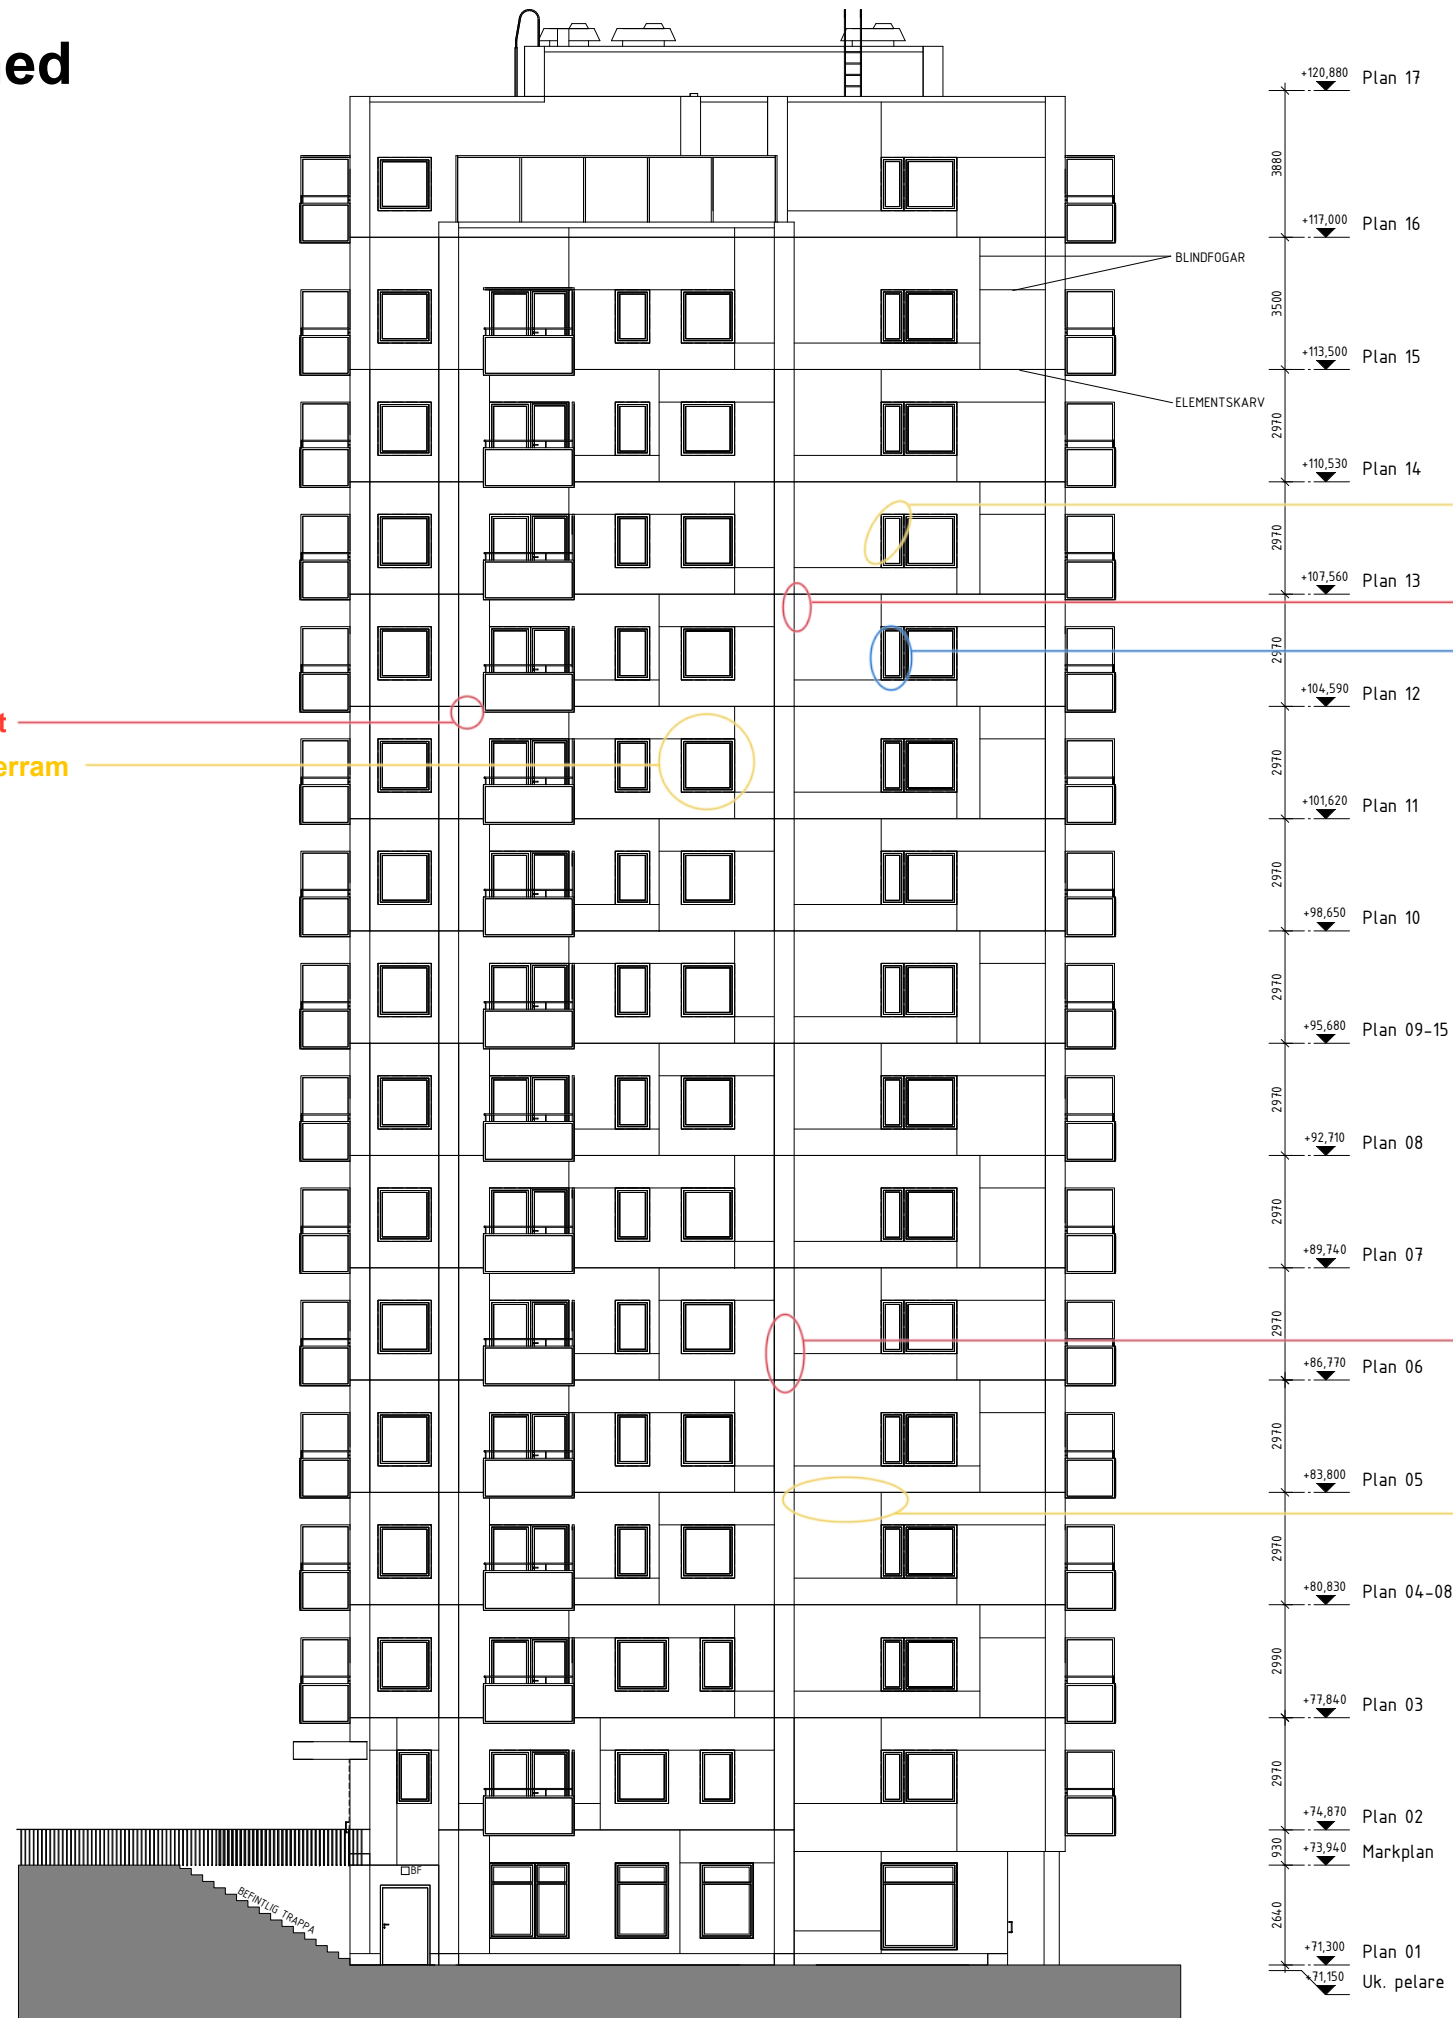 ed
+120,880 Plan 17
3880
+117,000 Plan 16
BLINDFOGAR
3500
+113,500 Plan 15
ELEMENTSKARV
2970
+110,530 Plan 14
2970
+107,560 Plan 13
2970
+104,590 Plan 12
t
erram
2970
+101,620 Plan 11
2970
+98,650 Plan 10
2970
+95,680 Plan 09-15
2970
+92,710 Plan 08
2970
+89,740 Plan 07
2970
+86,770 Plan 06
2970
+83,800 Plan 05
2970
+80,830 Plan 04-08
2990
+77,840 Plan 03
2970
+74,870 Plan 02
930
+73,940 Markplan
BF
BEFINTLIG TRAPPA
2640
+71,300 Plan 01
+71,150 Uk. pelare